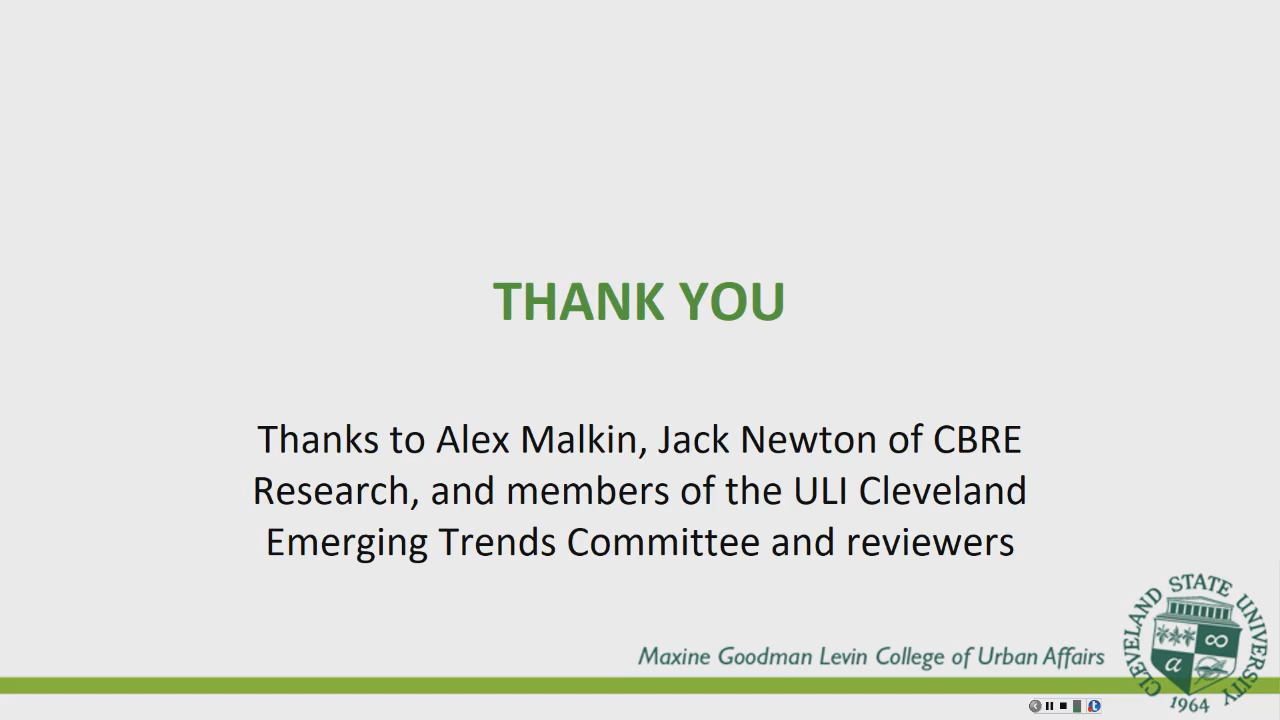 THANK YOU
Thanks to Alex Malkin, Jack Newton of CBRE
Research, and members of the ULI Cleveland
Emerging Trends Committee and reviewers
Maxine Goodman Levin College of Urban Affairs
CLEVELAND STATE UNIVERSITY
∞
a
1964
t